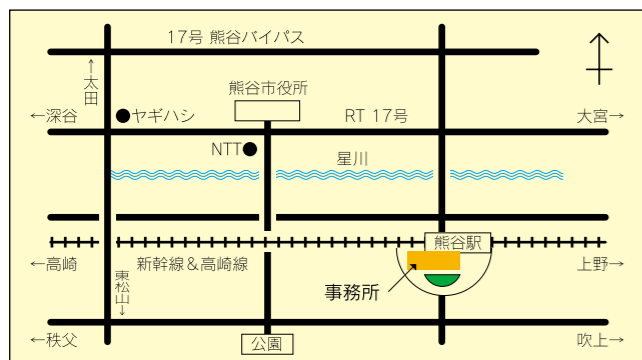 17号 熊谷バイパス
←太田
熊谷市役所
←深谷
ヤギハシ
RT 17号
大宮→
NTT
星川
熊谷駅
←高崎
新幹線＆高崎線
上野→
東松山→
事務所
←秩父
公園
吹上→